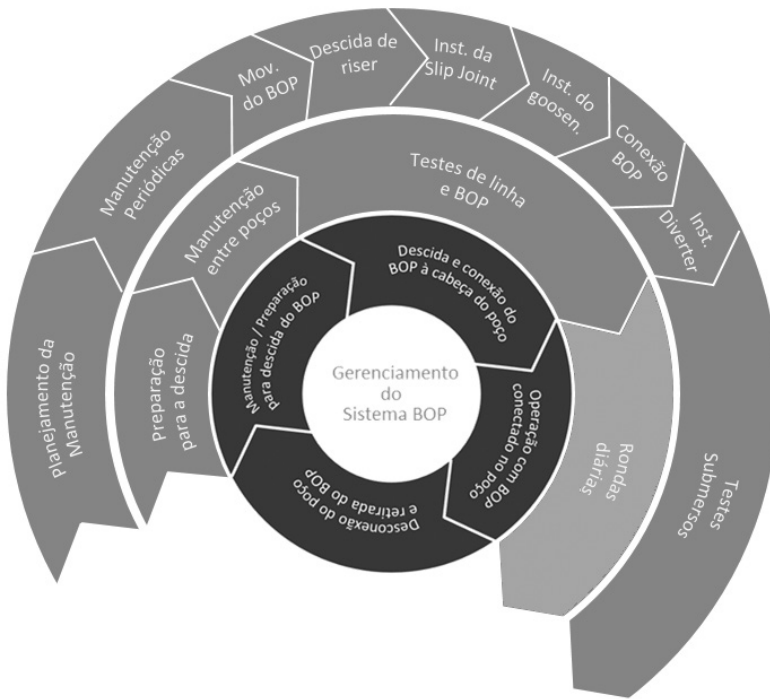 Planejamento da
Manutenção
Manutenção
Periódicas
Mov.
do BOP
Descida de
riser
Inst. da
Slip Joint
Inst. do
goosen.
Conexão
BOP
Inst.
Diverter
Testes
Submersos
Preparação
para a descida
Manutenção
entre poços
Testes de linha
e BOP
Rondas
diárias
Manutenção / Preparação
para descida do BOP
Descida e conexão do
BOP à cabeça do poço
Operação com BOP
conectado no poço
Desconexão do poço
e retirada do BOP
Gerenciamento
do
Sistema BOP